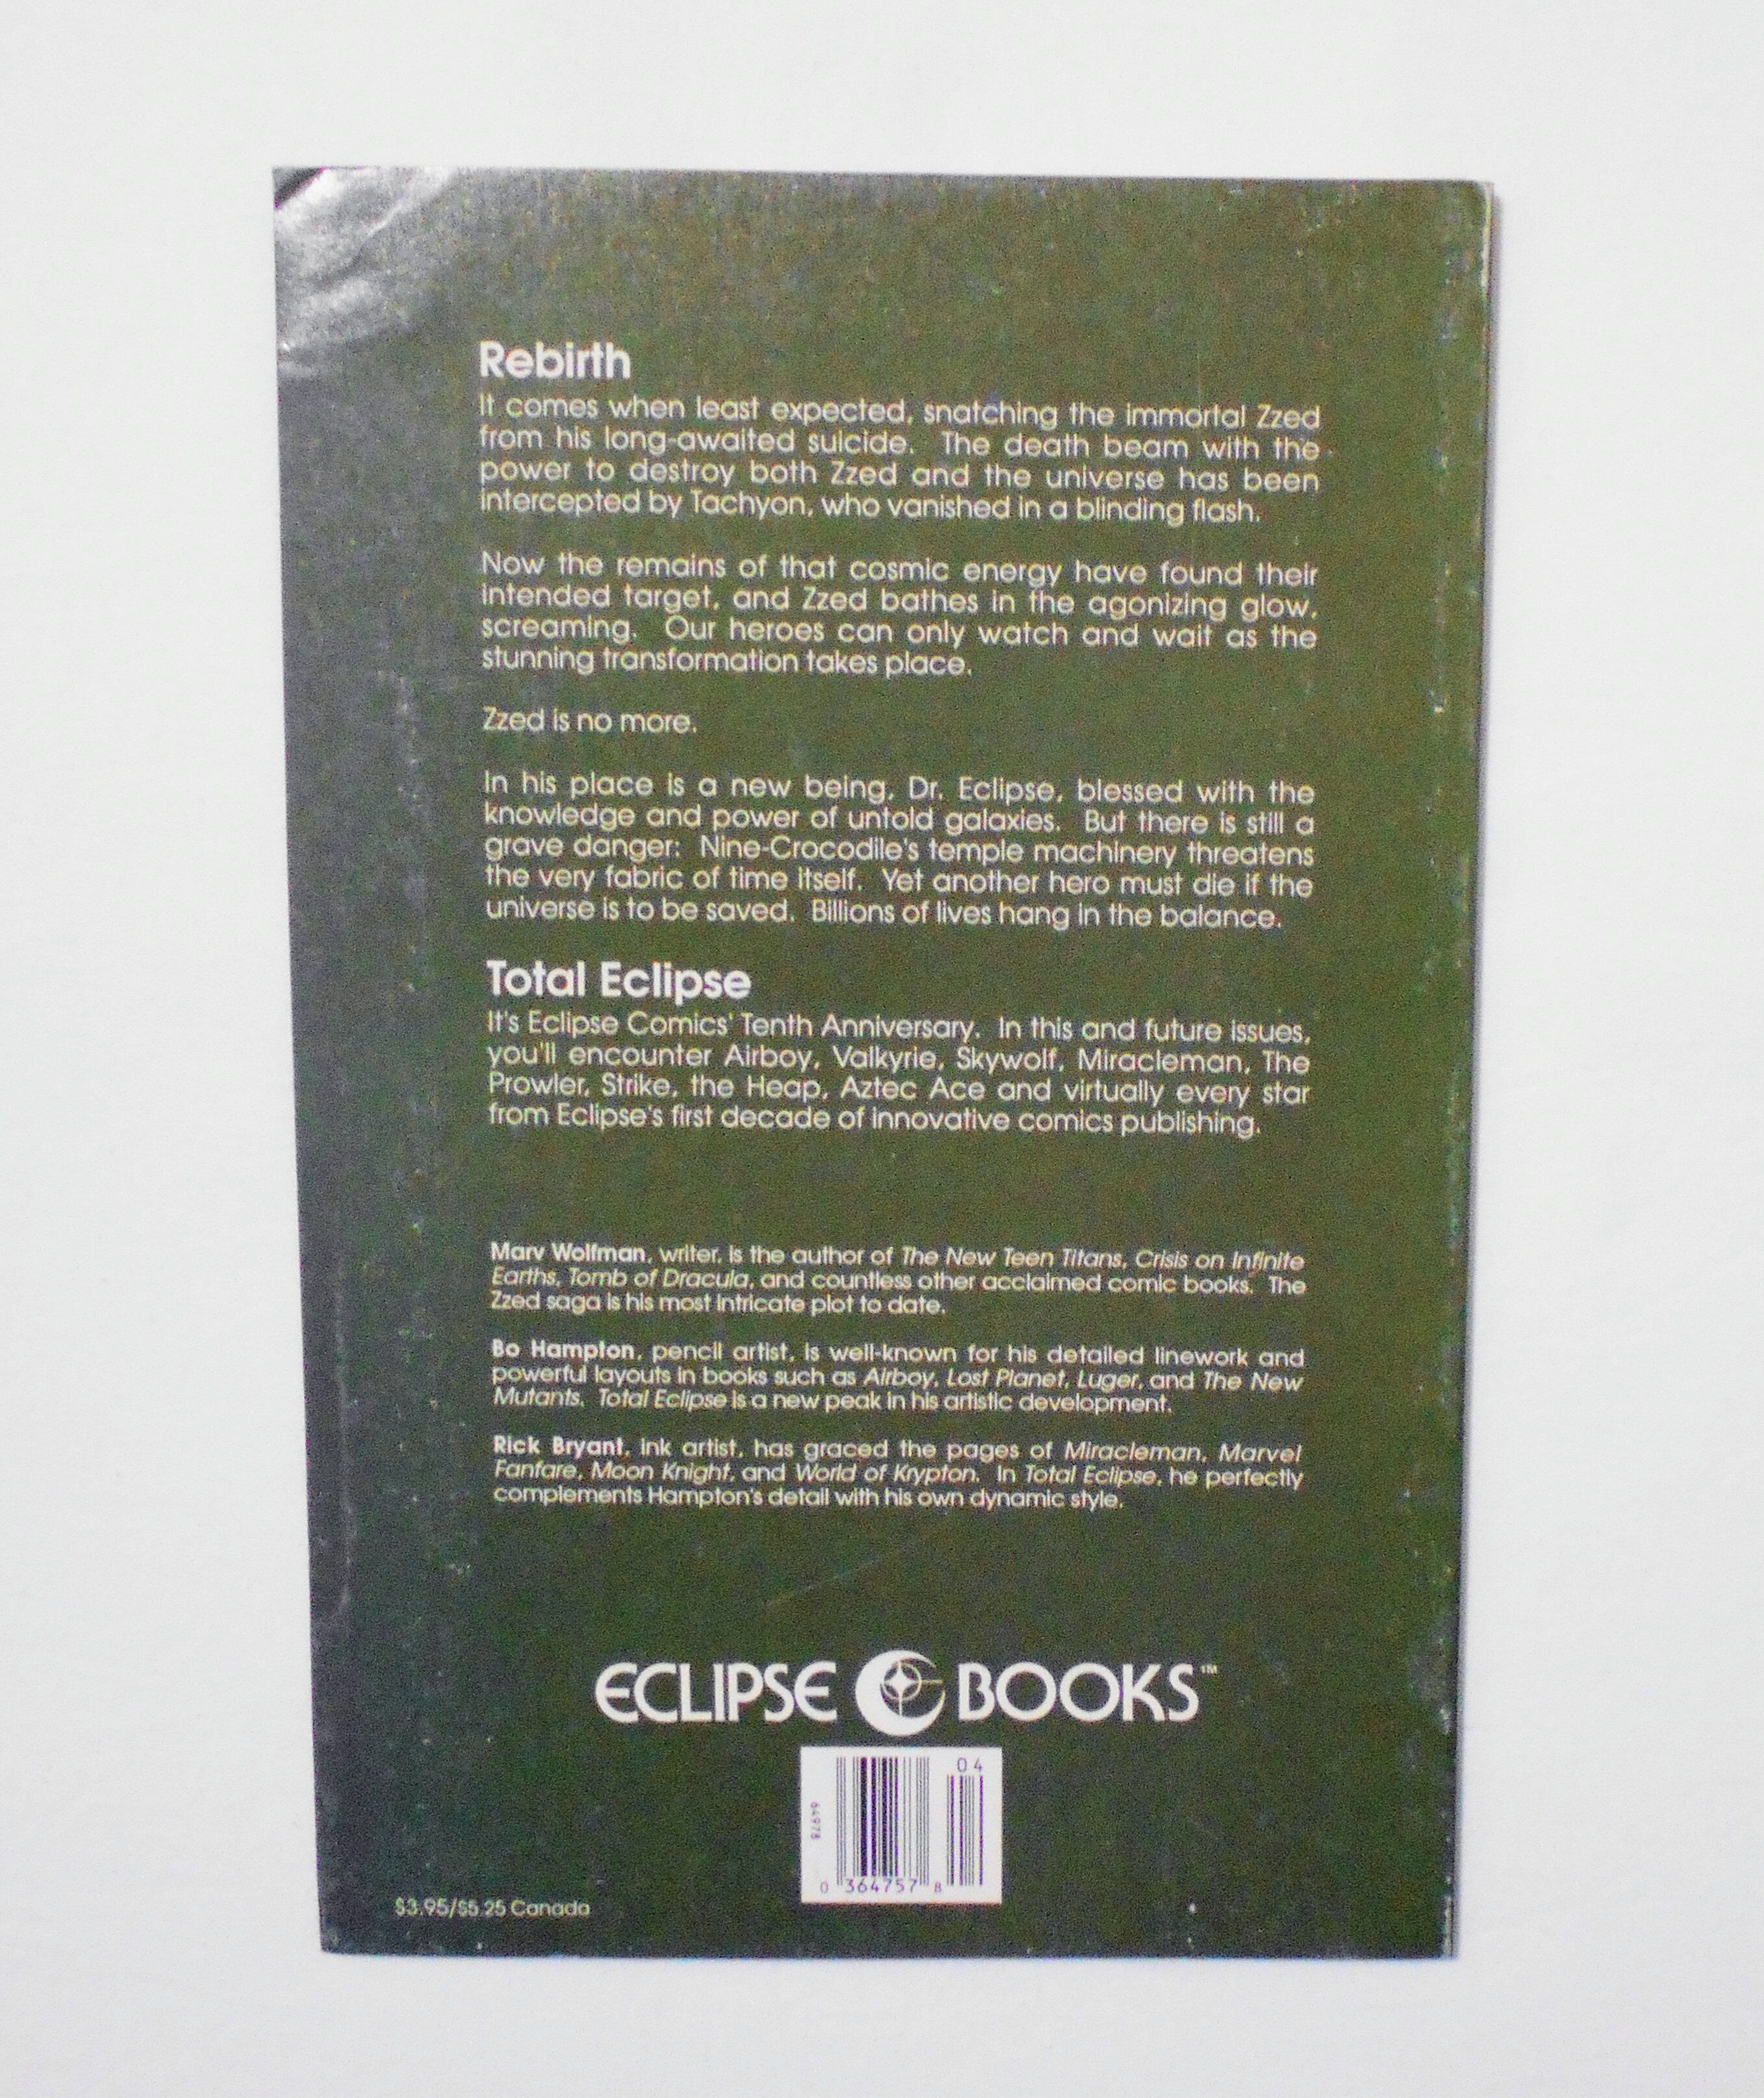 Rebirth
It comes when least expected, snatching the immortal Zzed
from his long-awaited suicide. The death beam with the
power to destroy both Zzed and the universe has been
intercepted by Tachyon, who vanished in a blinding flash.
Now the remains of that cosmic energy have found their
intended target, and Zzed bathes in the agonizing glow,
screaming. Our heroes can only watch and wait as the
stunning transformation takes place.
Zzed is no more.
In his place is a new being, Dr. Eclipse, blessed with the
knowledge and power of untold galaxies. But there is still a
grave danger: Nine-Crocodile's temple machinery threatens
the very fabric of time itself. Yet another hero must die if the
universe is to be saved. Billions of lives hang in the balance.
Total Eclipse
It's Eclipse Comics' Tenth Anniversary. In this and future issues,
you'll encounter Airboy, Valkyrie, Skywolf, Miracleman, The
Prowler, Strike, the Heap, Aztec Ace and virtually every star
from Eclipse's first decade of innovative comics publishing.
Marv Wolfman, writer, is the author of The New Teen Titans, Crisis on Infinite
Earths, Tomb of Dracula, and countless other acclaimed comic books. The
Zzed saga is his most intricate plot to date.
Bo Hampton, pencil artist, is well-known for his detailed linework and
powerful layouts in books such as Airboy, Lost Planet, Luger, and The New
Mutants. Total Eclipse is a new peak in his artistic development.
Rick Bryant, ink artist, has graced the pages of Miracleman, Marvel
Fanfare, Moon Knight, and World of Krypton. In Total Eclipse, he perfectly
complements Hampton's detail with his own dynamic style.
ECLIPSE BOOKS™
04
64978
0 364757 8
$3.95/$5.25 Canada